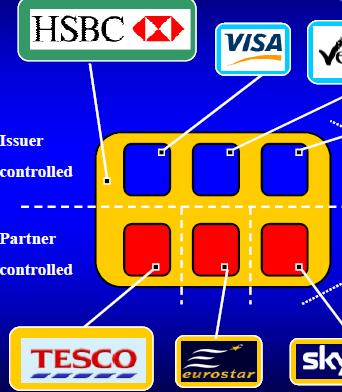 HSBC
VISA
Issuer
controlled
Partner
controlled
TESCO
eurostar
sky